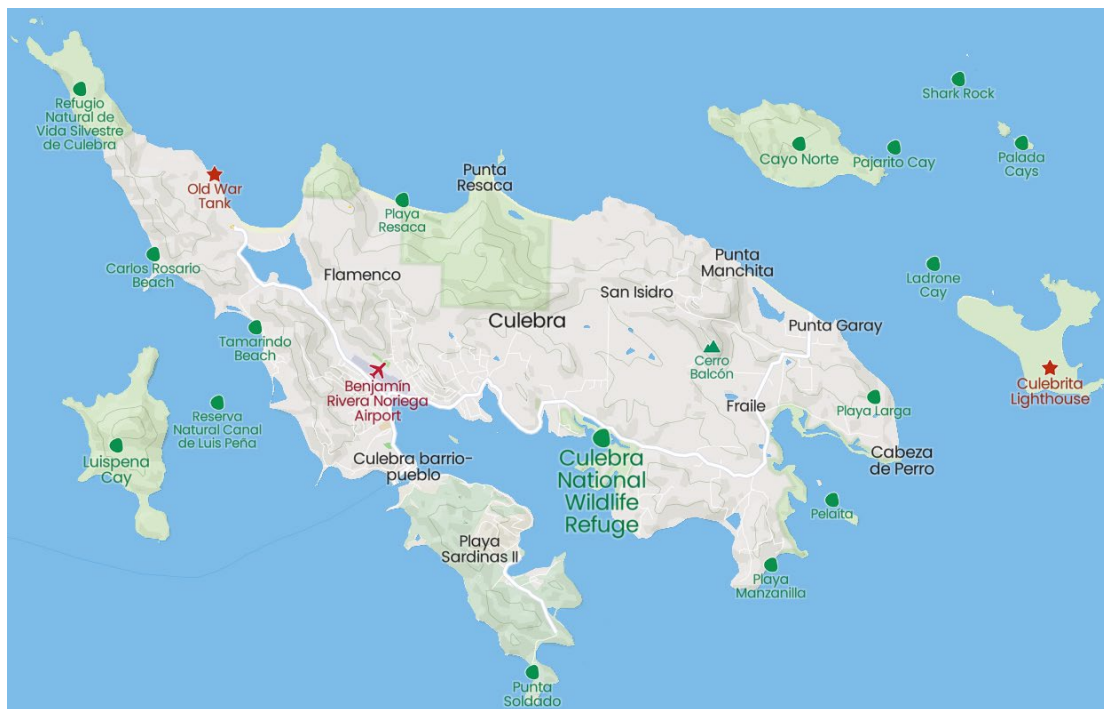 Shark Rock
Refugio
Natural de
Vida Silvestre
de Culebra
Cayo Norte
Pajarito Cay
Palada
Cays
Punta
Resaca
Old War
Tank
Playa
Resaca
Punta
Manchita
Carlos Rosario
Beach
Flamenco
Ladrone
Cay
San Isidro
Culebra
Punta Garay
Tamarindo
Beach
Cerro
Balcón
Culebrita
Lighthouse
Benjamín
Rivera Noriega
Airport
Reserva
Natural Canal
de Luis Peña
Fraile
Playa Larga
Luispena
Cay
Culebra barrio-
pueblo
Culebra
National
Wildlife
Refuge
Cabeza
de Perro
Pelaita
Playa
Sardinas II
Playa
Manzanilla
Punta
Soldado